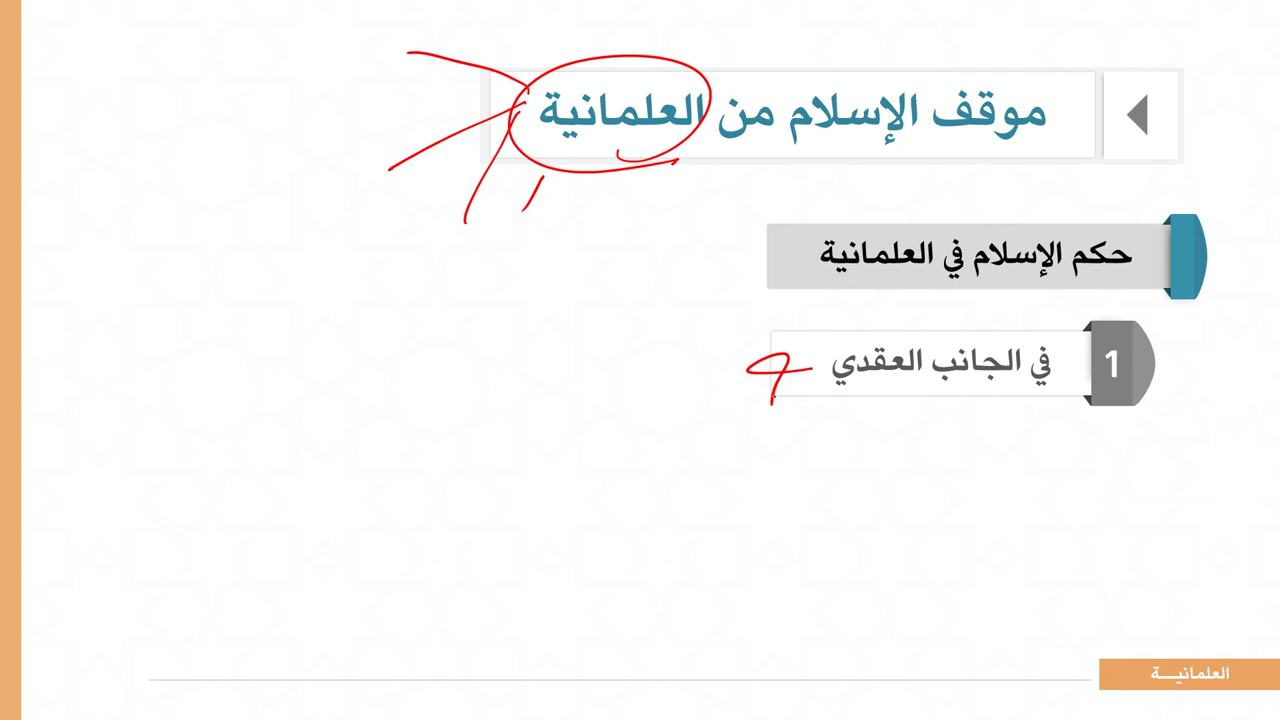 موقف الإسلام من العلمانية
حكم الإسلام في العلمانية
1 في الجانب العقدي
العلمانيـــة